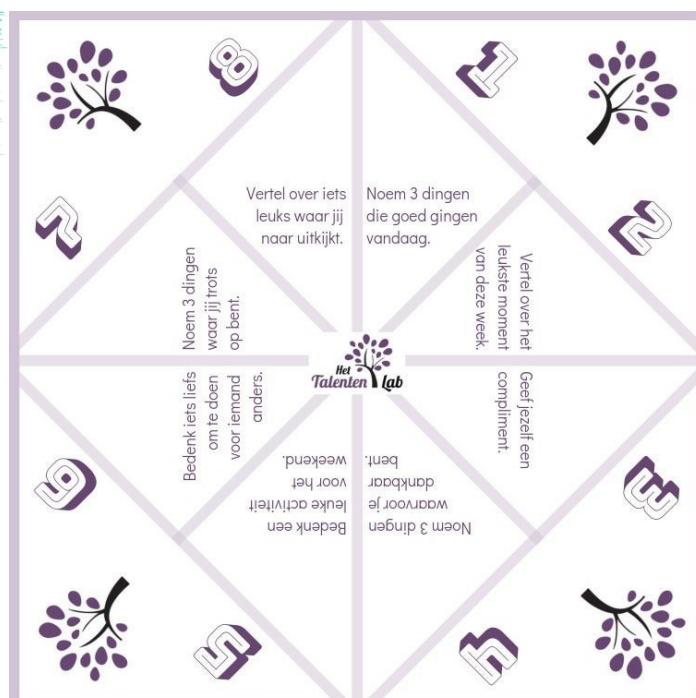 8
1
7
2
Vertel over iets
leuks waar jij
naar uitkijkt.
Noem 3 dingen
die goed gingen
vandaag.
Noem 3 dingen
waar jij trots
op bent.
Vertel over het
leukste moment
van deze week.
Het
Talenten Lab
Bedenk iets liefs
om te doen
voor iemand
anders.
Geef jezelf een
compliment.
Bedenk een
leuke activiteit
voor het
weekend.
Noem 3 dingen
waarvoor je
dankbaar
bent.
6
3
5
4